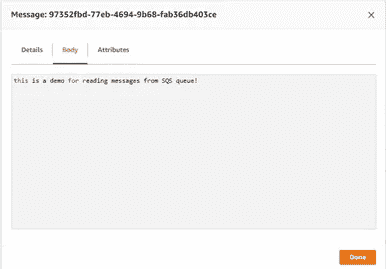 Message: 97352fbd-77eb-4694-9b68-fab36db403ce
Details
Body
Attributes
this is a demo for reading messages from SQS queue!
Done